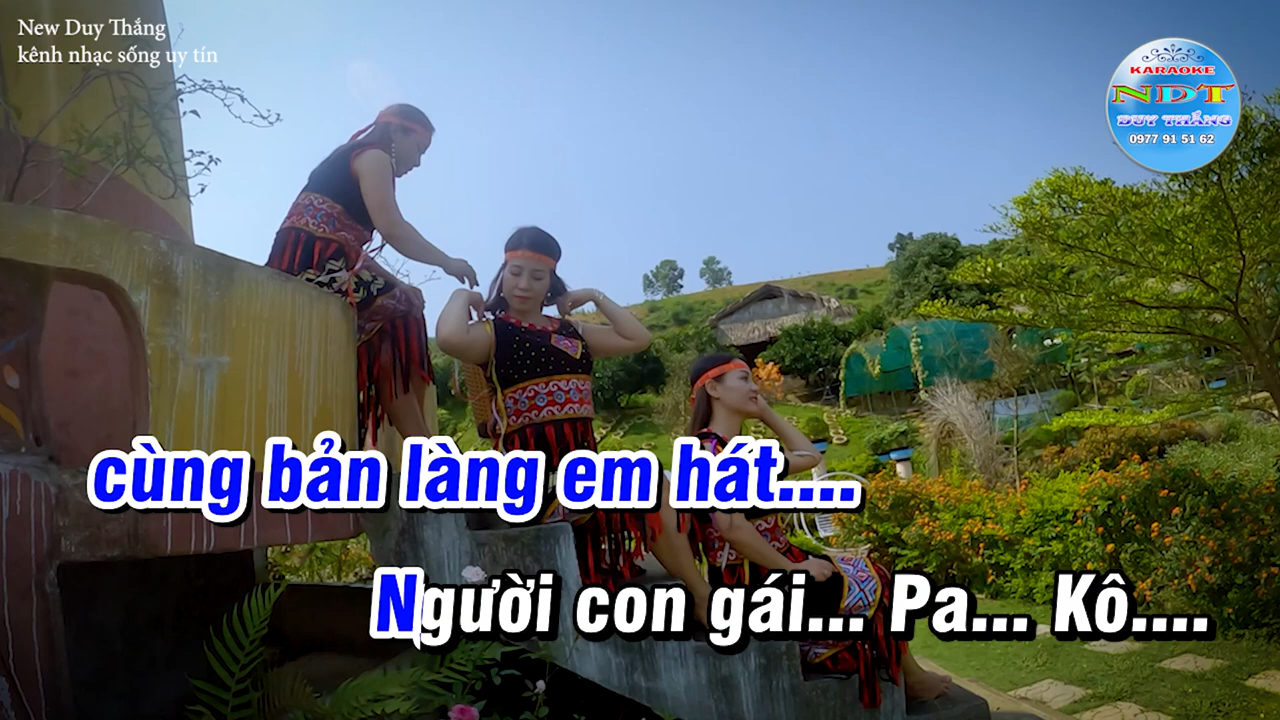 New Duy Thắng
kênh nhạc sống uy tín
KARAOKE
NDT
DUY THẮNG
0977 91 51 62
cùng bản làng em hát....
Người con gái... Pa... Kô....